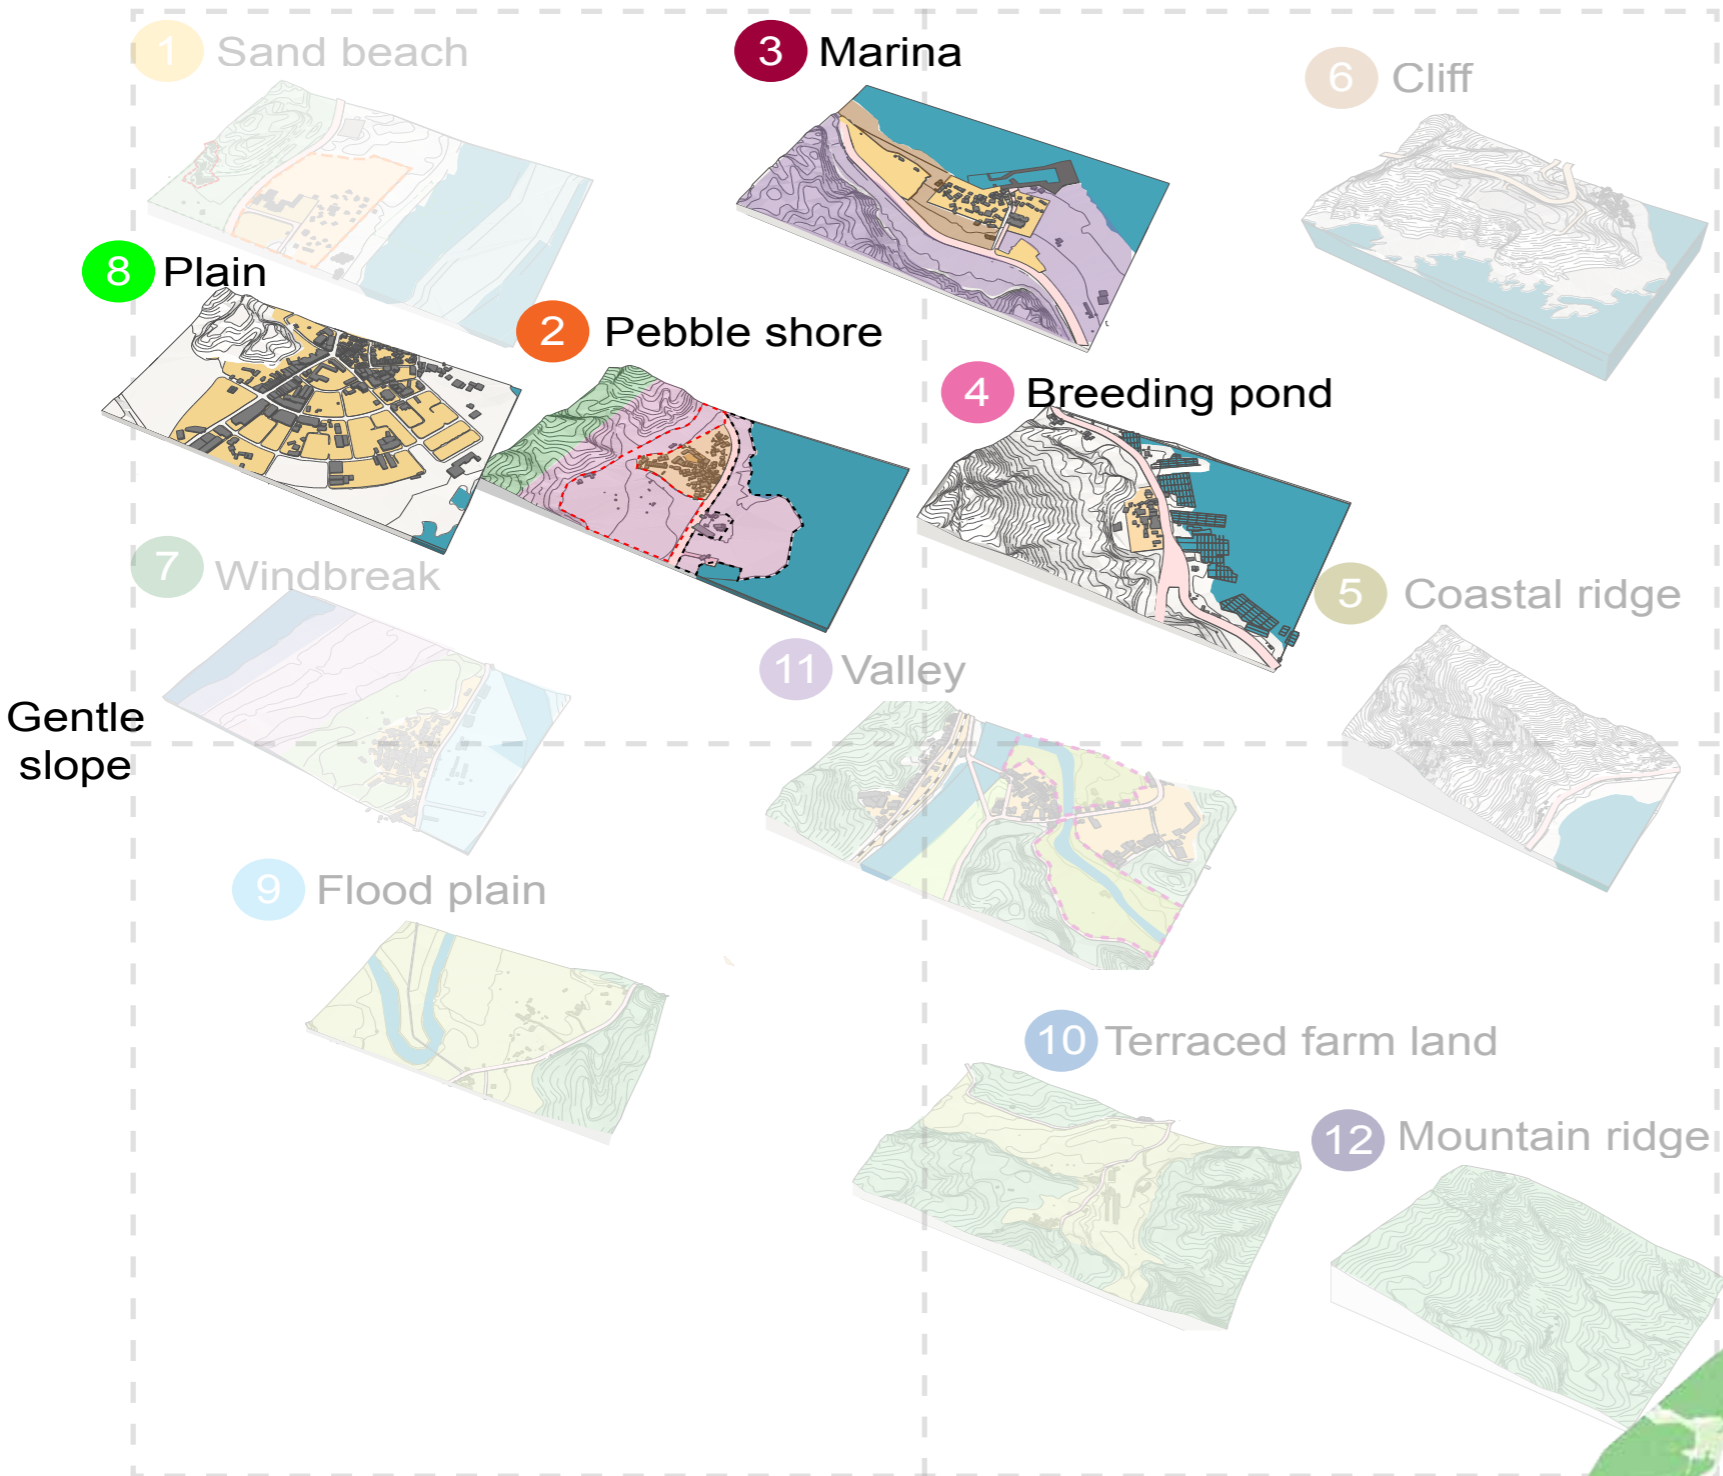 1 Sand beach
3 Marina
6 Cliff
8 Plain
2 Pebble shore
4 Breeding pond
7 Windbreak
5 Coastal ridge
11 Valley
Gentle
slope
9 Flood plain
10 Terraced farm land
12 Mountain ridge